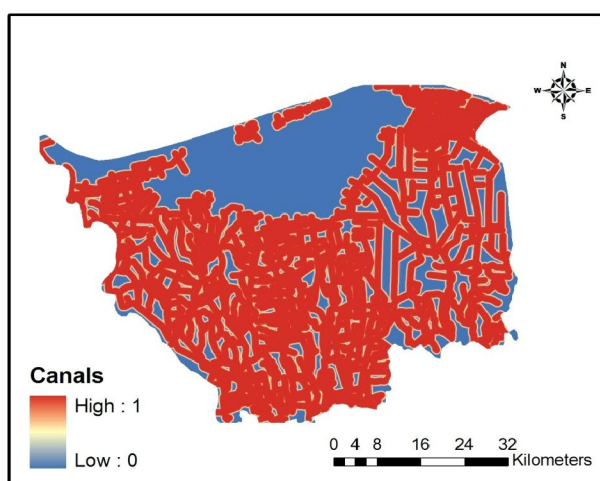 N
W E
S
Canals
High : 1
Low : 0
0 4 8 16 24 32
Kilometers